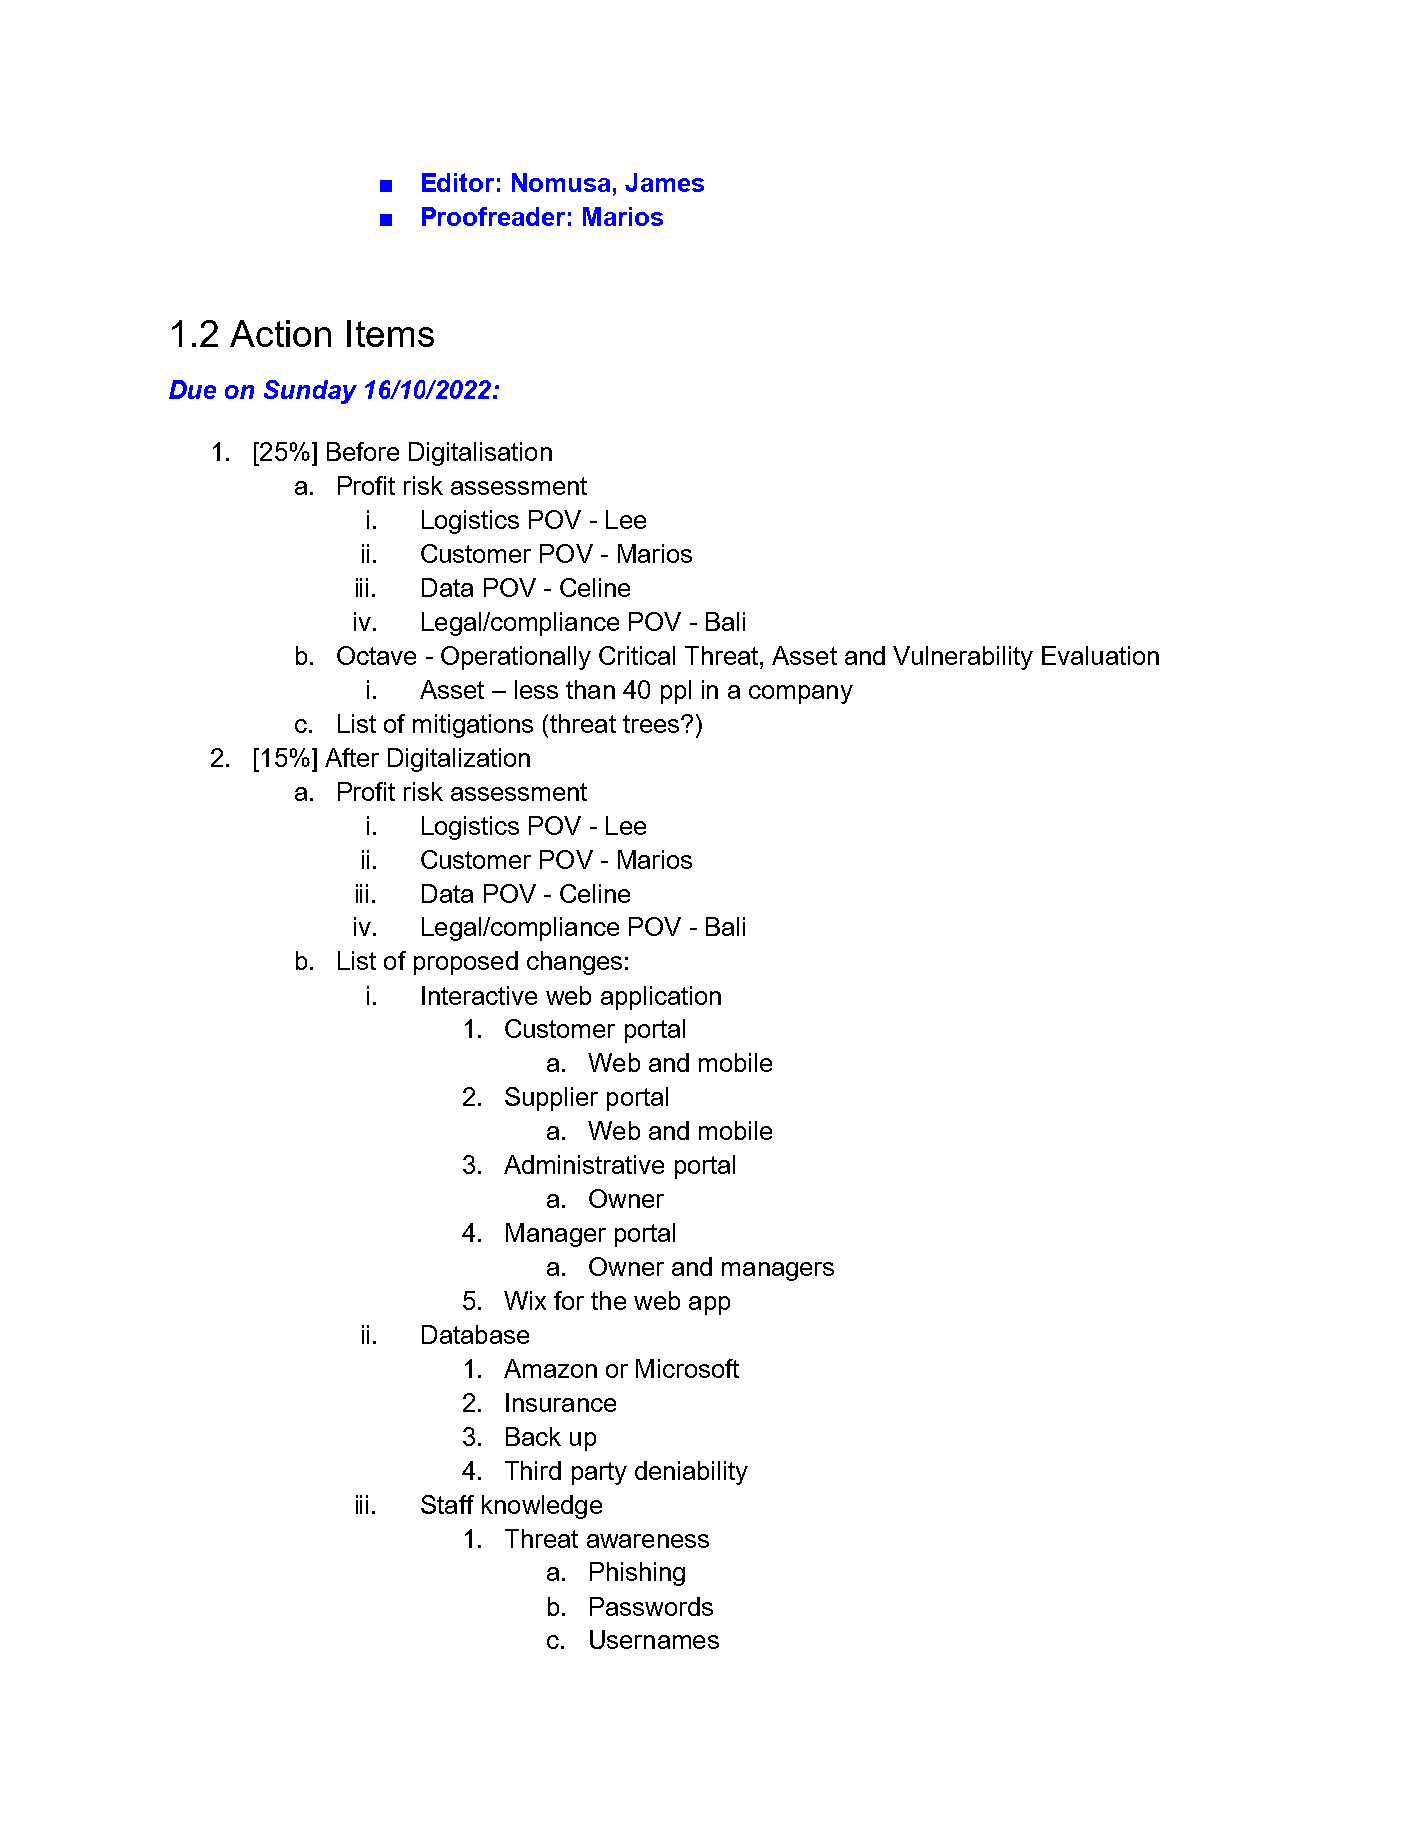 ■ Editor: Nomusa, James
■ Proofreader: Marios
1.2 Action Items
Due on Sunday 16/10/2022:
1. [25%] Before Digitalisation
a. Profit risk assessment
i. Logistics POV - Lee
ii. Customer POV - Marios
iii. Data POV - Celine
iv. Legal/compliance POV - Bali
b. Octave - Operationally Critical Threat, Asset and Vulnerability Evaluation
i. Asset – less than 40 ppl in a company
c. List of mitigations (threat trees?)
2. [15%] After Digitalization
a. Profit risk assessment
i. Logistics POV - Lee
ii. Customer POV - Marios
iii. Data POV - Celine
iv. Legal/compliance POV - Bali
b. List of proposed changes:
i. Interactive web application
1. Customer portal
a. Web and mobile
2. Supplier portal
a. Web and mobile
3. Administrative portal
a. Owner
4. Manager portal
a. Owner and managers
5. Wix for the web app
ii. Database
1. Amazon or Microsoft
2. Insurance
3. Back up
4. Third party deniability
iii. Staff knowledge
1. Threat awareness
a. Phishing
b. Passwords
c. Usernames